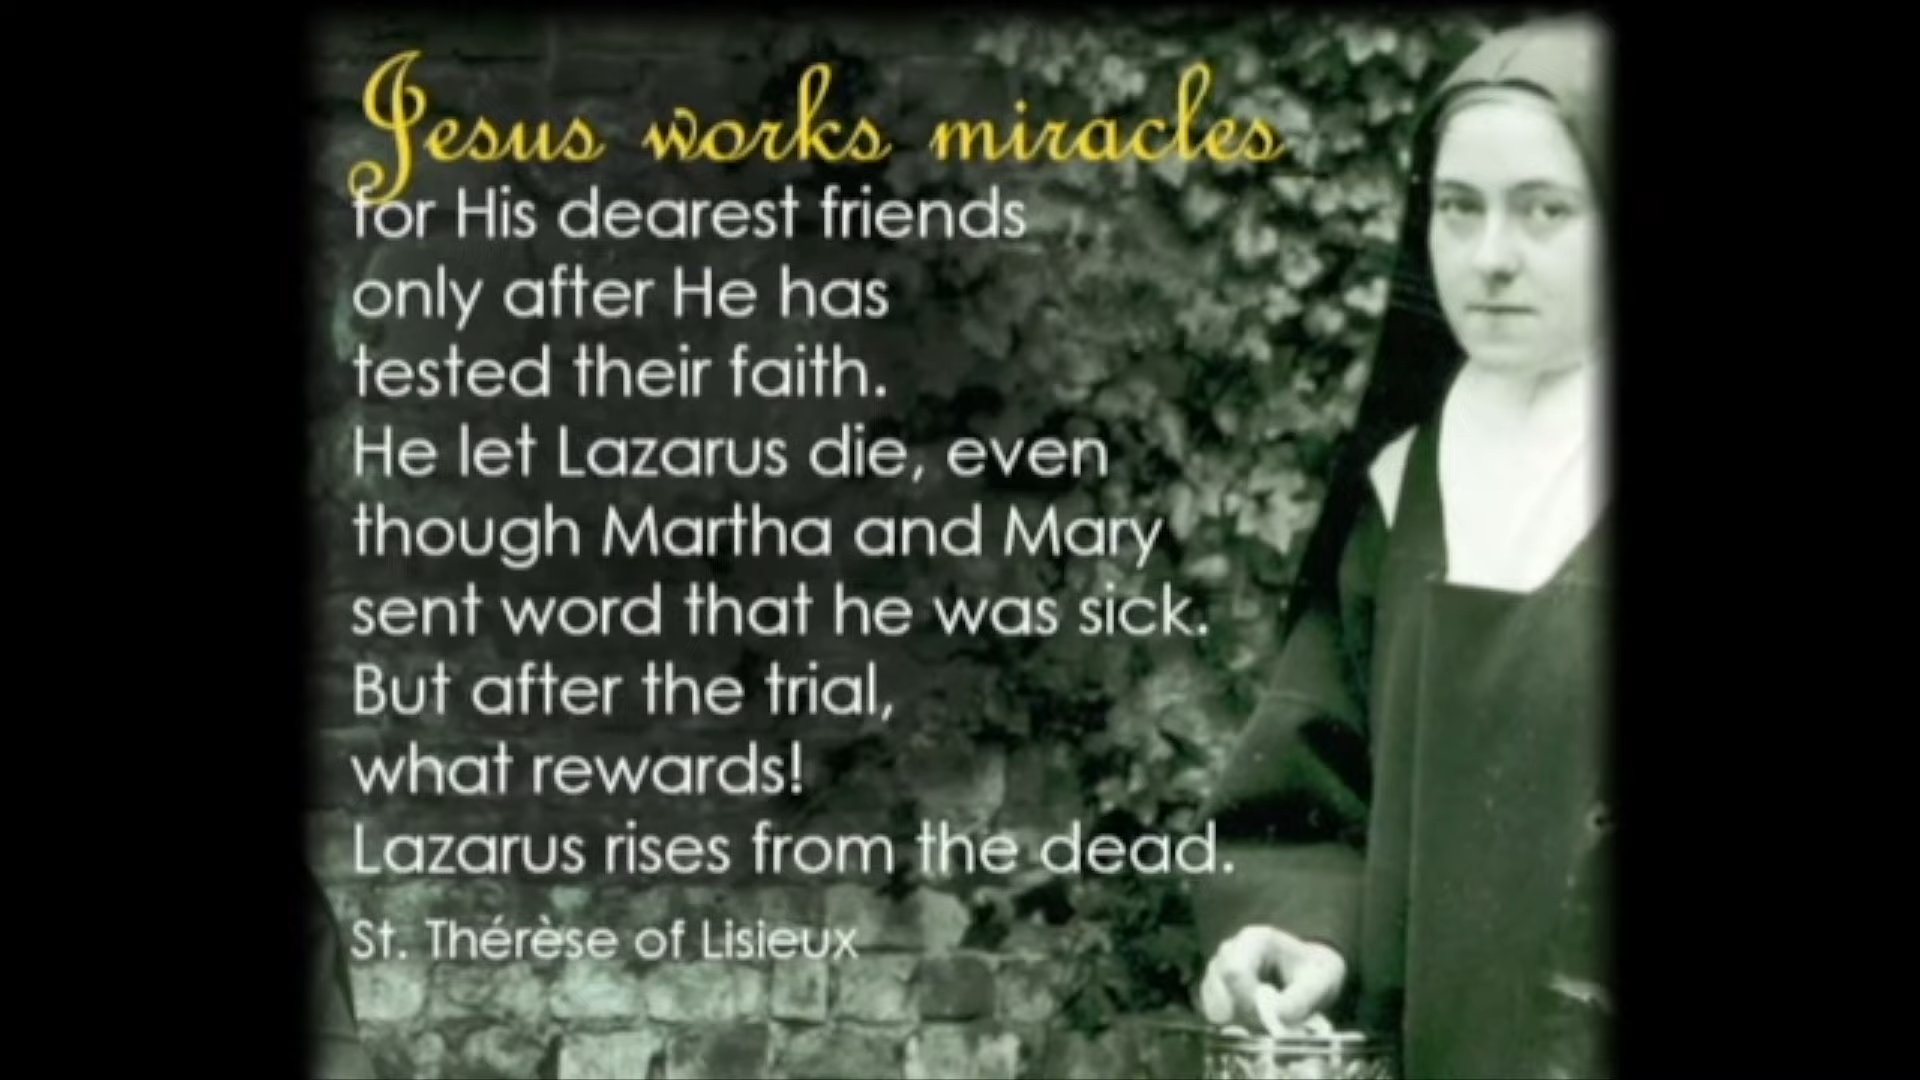 Jesus works miracles
for His dearest friends
only after He has
tested their faith.
He let Lazarus die, even
though Martha and Mary
sent word that he was sick.
But after the trial,
what rewards!
Lazarus rises from the dead.
St. Thérèse of Lisieux